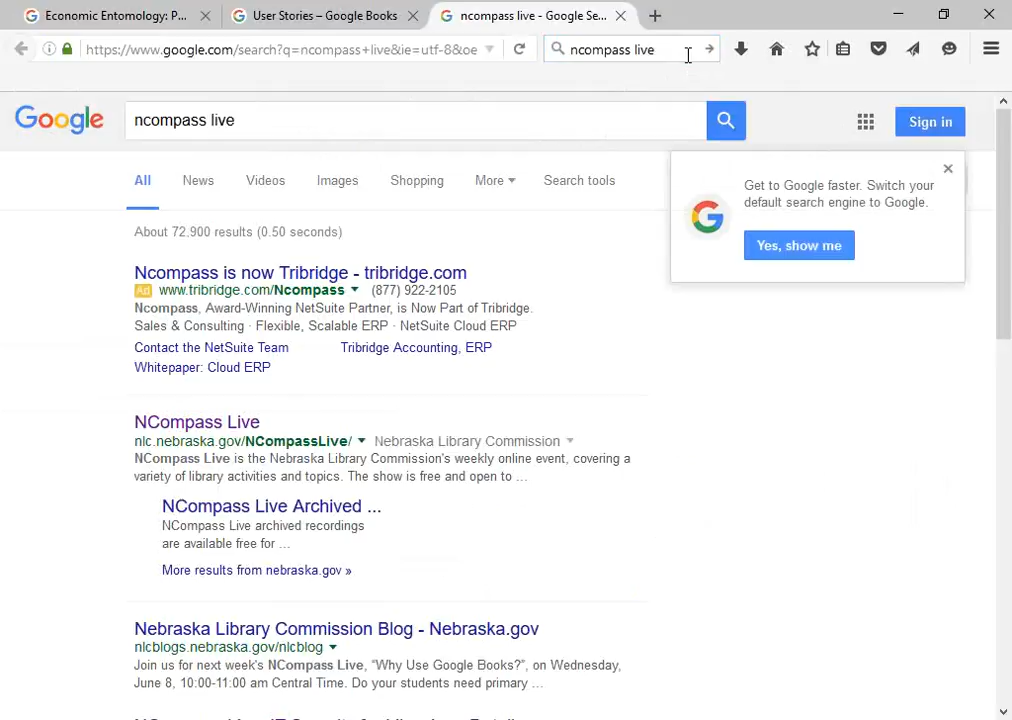 Economic Entomology: P...
User Stories – Google Books
ncompass live - Google Se...
https://www.google.com/search?q=ncompass+live&ie=utf-8&oe
ncompass live
Google
ncompass live
Sign in
All News Videos Images Shopping More Search tools
Get to Google faster. Switch your
default search engine to Google.
Yes, show me
About 72,900 results (0.50 seconds)
Ncompass is now Tribridge - tribridge.com
Ad www.tribridge.com/Ncompass (877) 922-2105
Ncompass, Award-Winning NetSuite Partner, is Now Part of Tribridge.
Sales & Consulting · Flexible, Scalable ERP · NetSuite Cloud ERP
Contact the NetSuite Team Tribridge Accounting, ERP
Whitepaper: Cloud ERP
NCompass Live
nlc.nebraska.gov/NCompassLive/ Nebraska Library Commission
NCompass Live is the Nebraska Library Commission's weekly online event, covering a
variety of library activities and topics. The show is free and open to ...
NCompass Live Archived ...
NCompass Live archived recordings
are available free for ...
More results from nebraska.gov »
Nebraska Library Commission Blog - Nebraska.gov
nlcblogs.nebraska.gov/nlcblog
Join us for next week's NCompass Live, “Why Use Google Books?”, on Wednesday,
June 8, 10:00-11:00 am Central Time. Do your students need primary ...